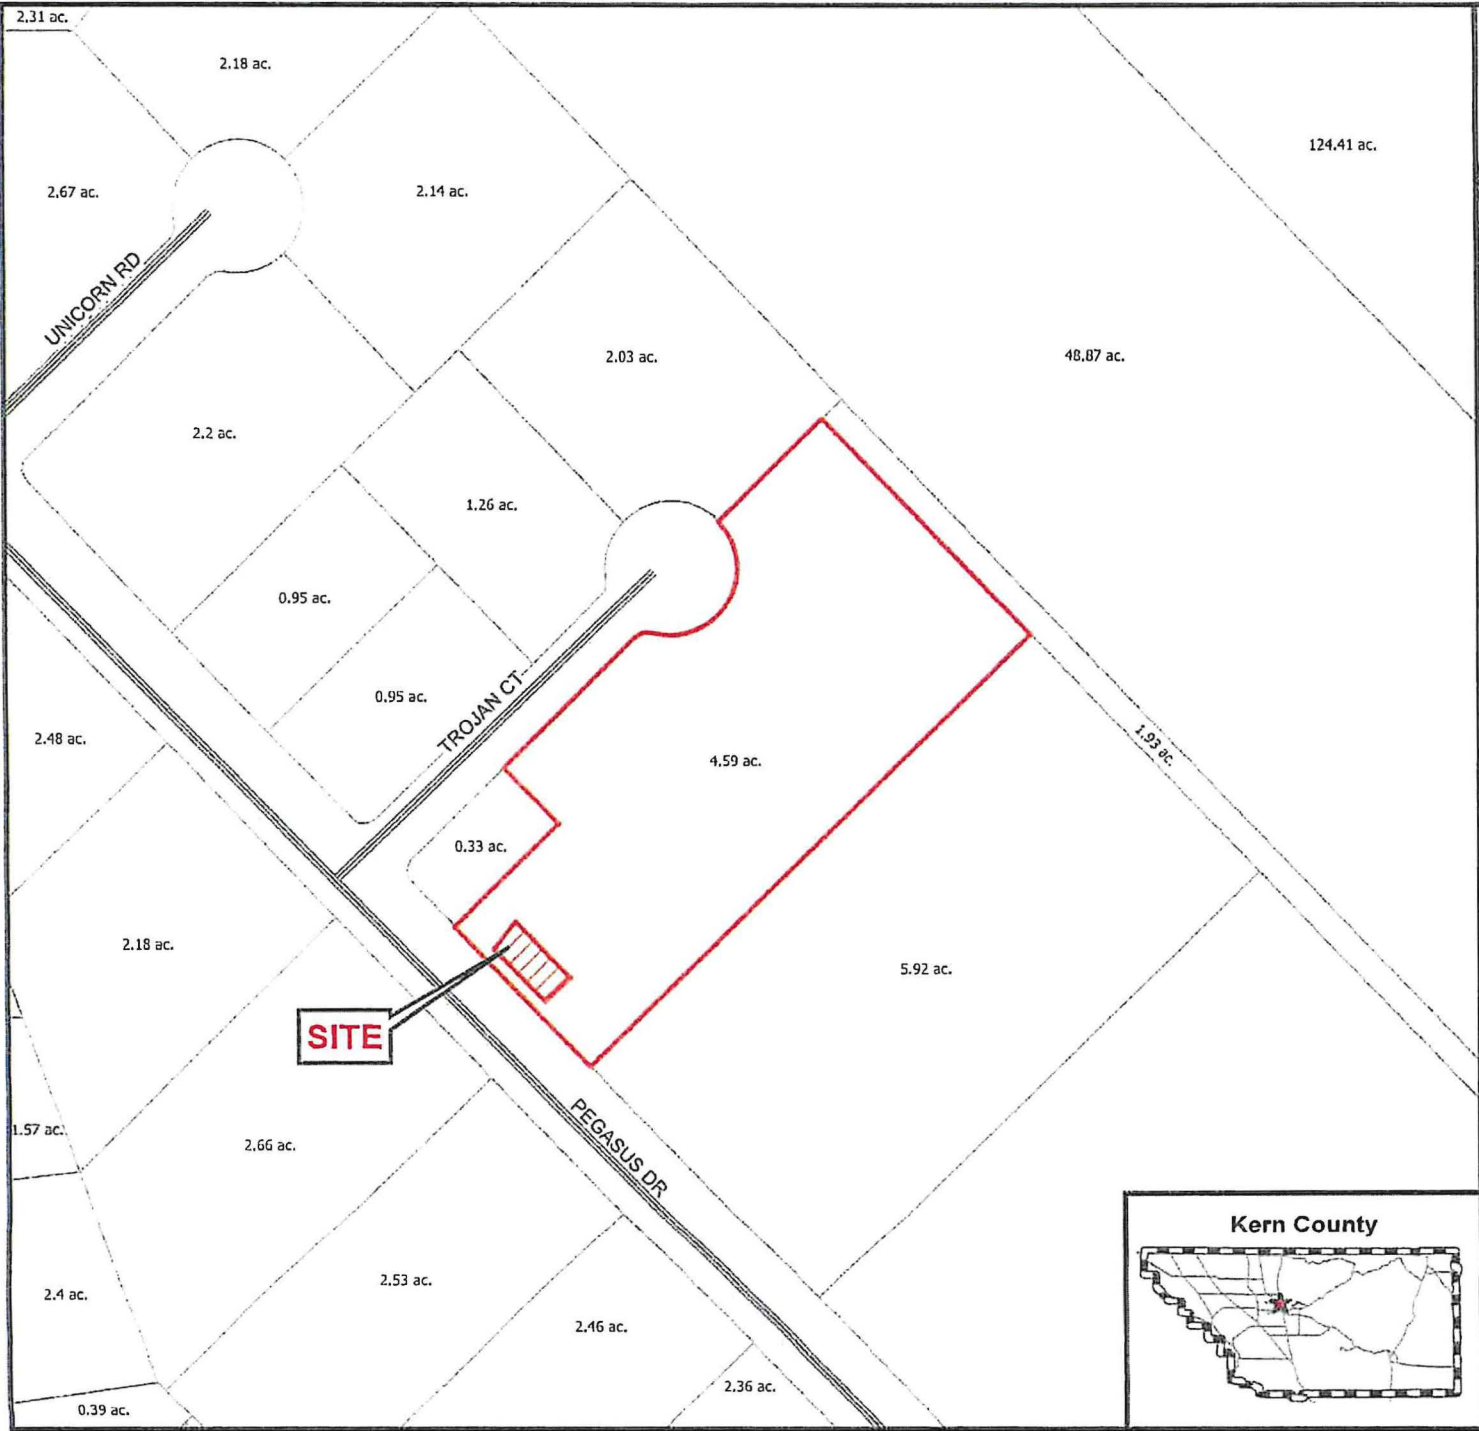 2.31 ac.
2.18 ac.
124.41 ac.
2.67 ac.
2.14 ac.
UNICORN RD
2.03 ac.
48.87 ac.
2.2 ac.
1.26 ac.
0.95 ac.
0.95 ac.
TROJAN CT
2.48 ac.
4.59 ac.
1.93 ac.
0.33 ac.
2.18 ac.
5.92 ac.
SITE
1.57 ac.
2.66 ac.
PEGASUS DR
Kern County
2.4 ac.
2.53 ac.
2.46 ac.
2.36 ac.
0.39 ac.